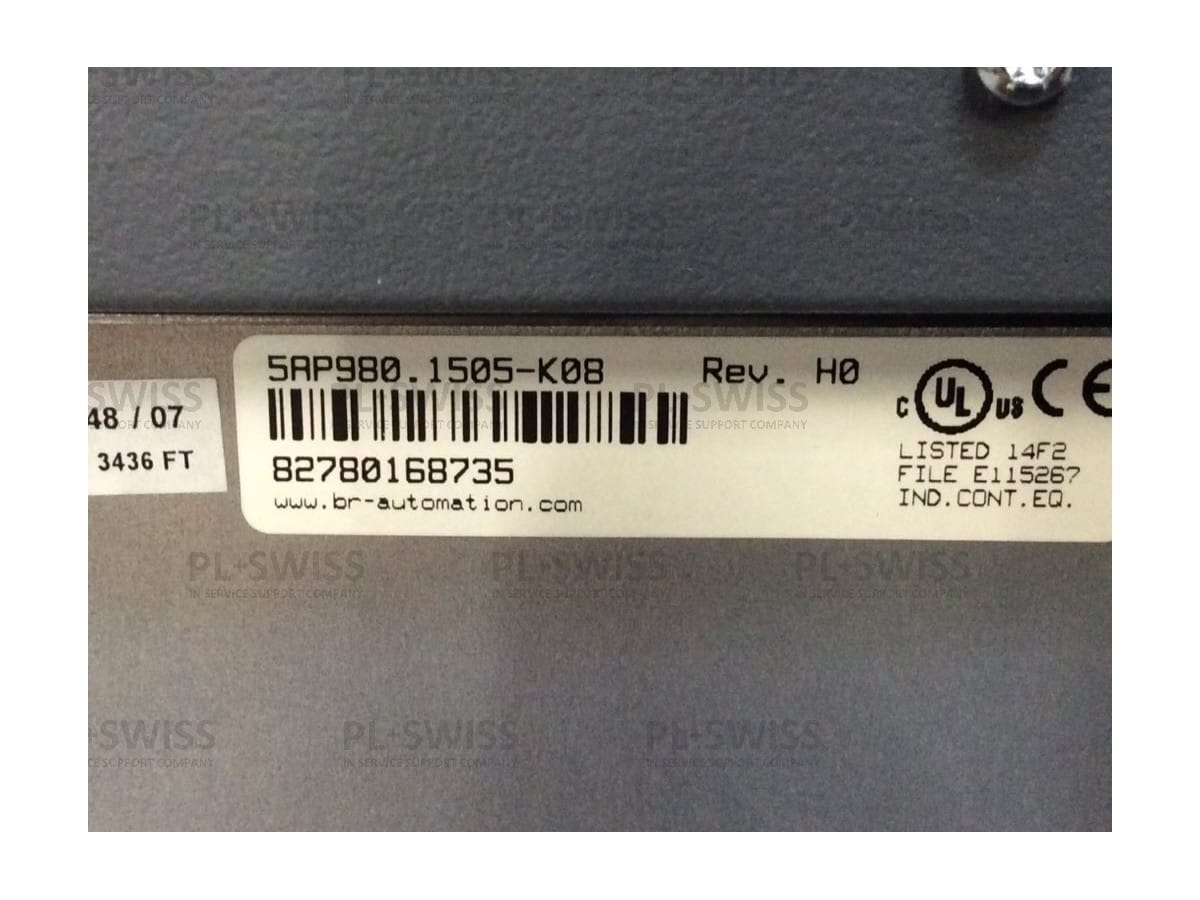 5AP980.1505-K08 Rev. H0
48 / 07
3436 FT
82780168735
www.br-automation.com
C UL US CE
LISTED 14F2
FILE E115267
IND.CONT.EQ.
PL+SWISS
IN SERVICE SUPPORT COMPANY